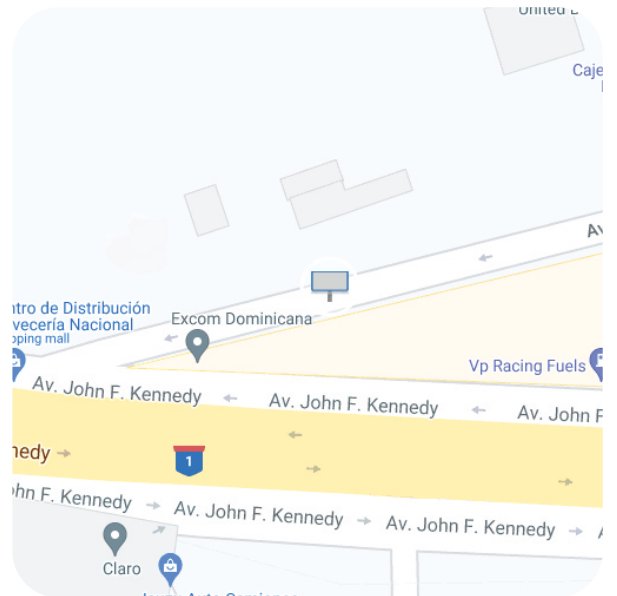 United
Caje
Av
ntro de Distribución
vecería Nacional
pping mall
Excom Dominicana
Vp Racing Fuels
Av. John F. Kennedy
Av. John F. Kennedy
Av. John F
nedy
1
hn F. Kennedy
Av. John F. Kennedy
Av. John F. Kennedy
Claro